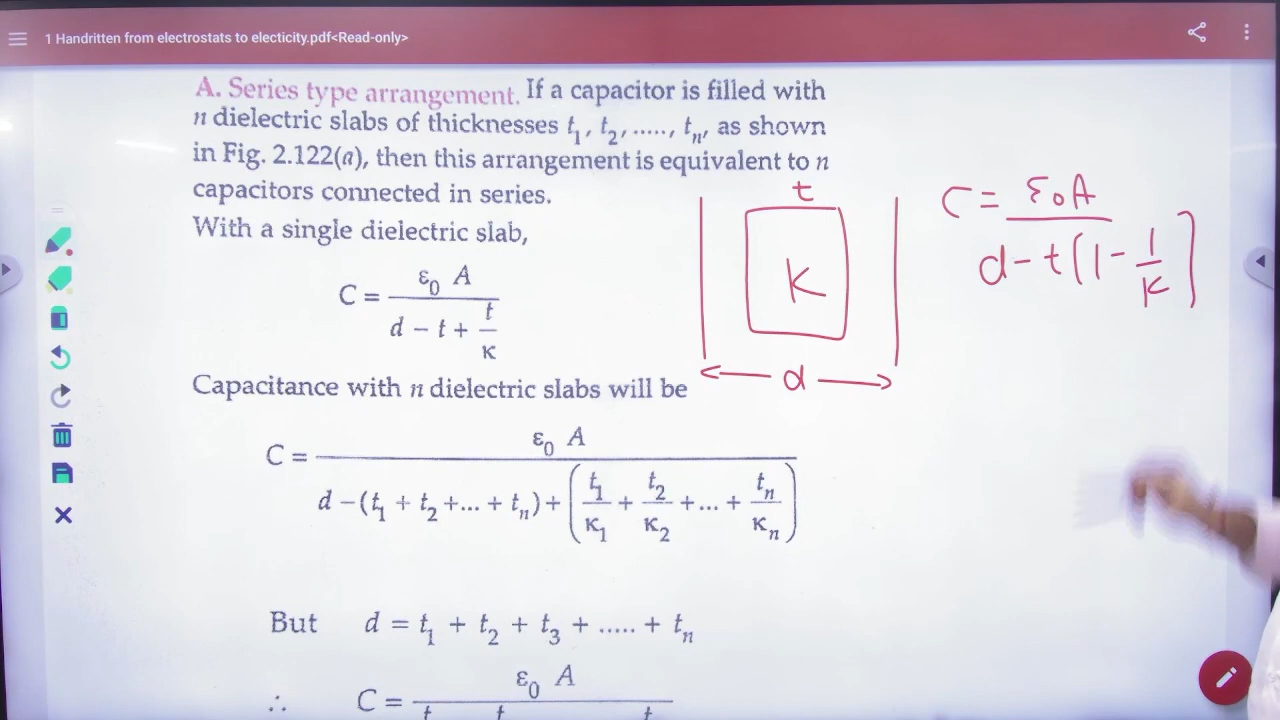 1 Handritten from electrostats to electicity.pdf<Read-only>
A. Series type arrangement. If a capacitor is filled with
n dielectric slabs of thicknesses t₁, t₂, ....., tₙ, as shown
in Fig. 2.122(a), then this arrangement is equivalent to n
capacitors connected in series.
With a single dielectric slab,
C = ε₀ A / (d − t + t/κ)
Capacitance with n dielectric slabs will be
C = ε₀ A / (d − (t₁ + t₂ +... + tₙ) + (t₁/κ₁ + t₂/κ₂ + ... + tₙ/κₙ))
But d = t₁ + t₂ + t₃ + ..... + tₙ
∴ C = ε₀ A
t
K
d
C = ε₀A / d − t(1 − 1/K]